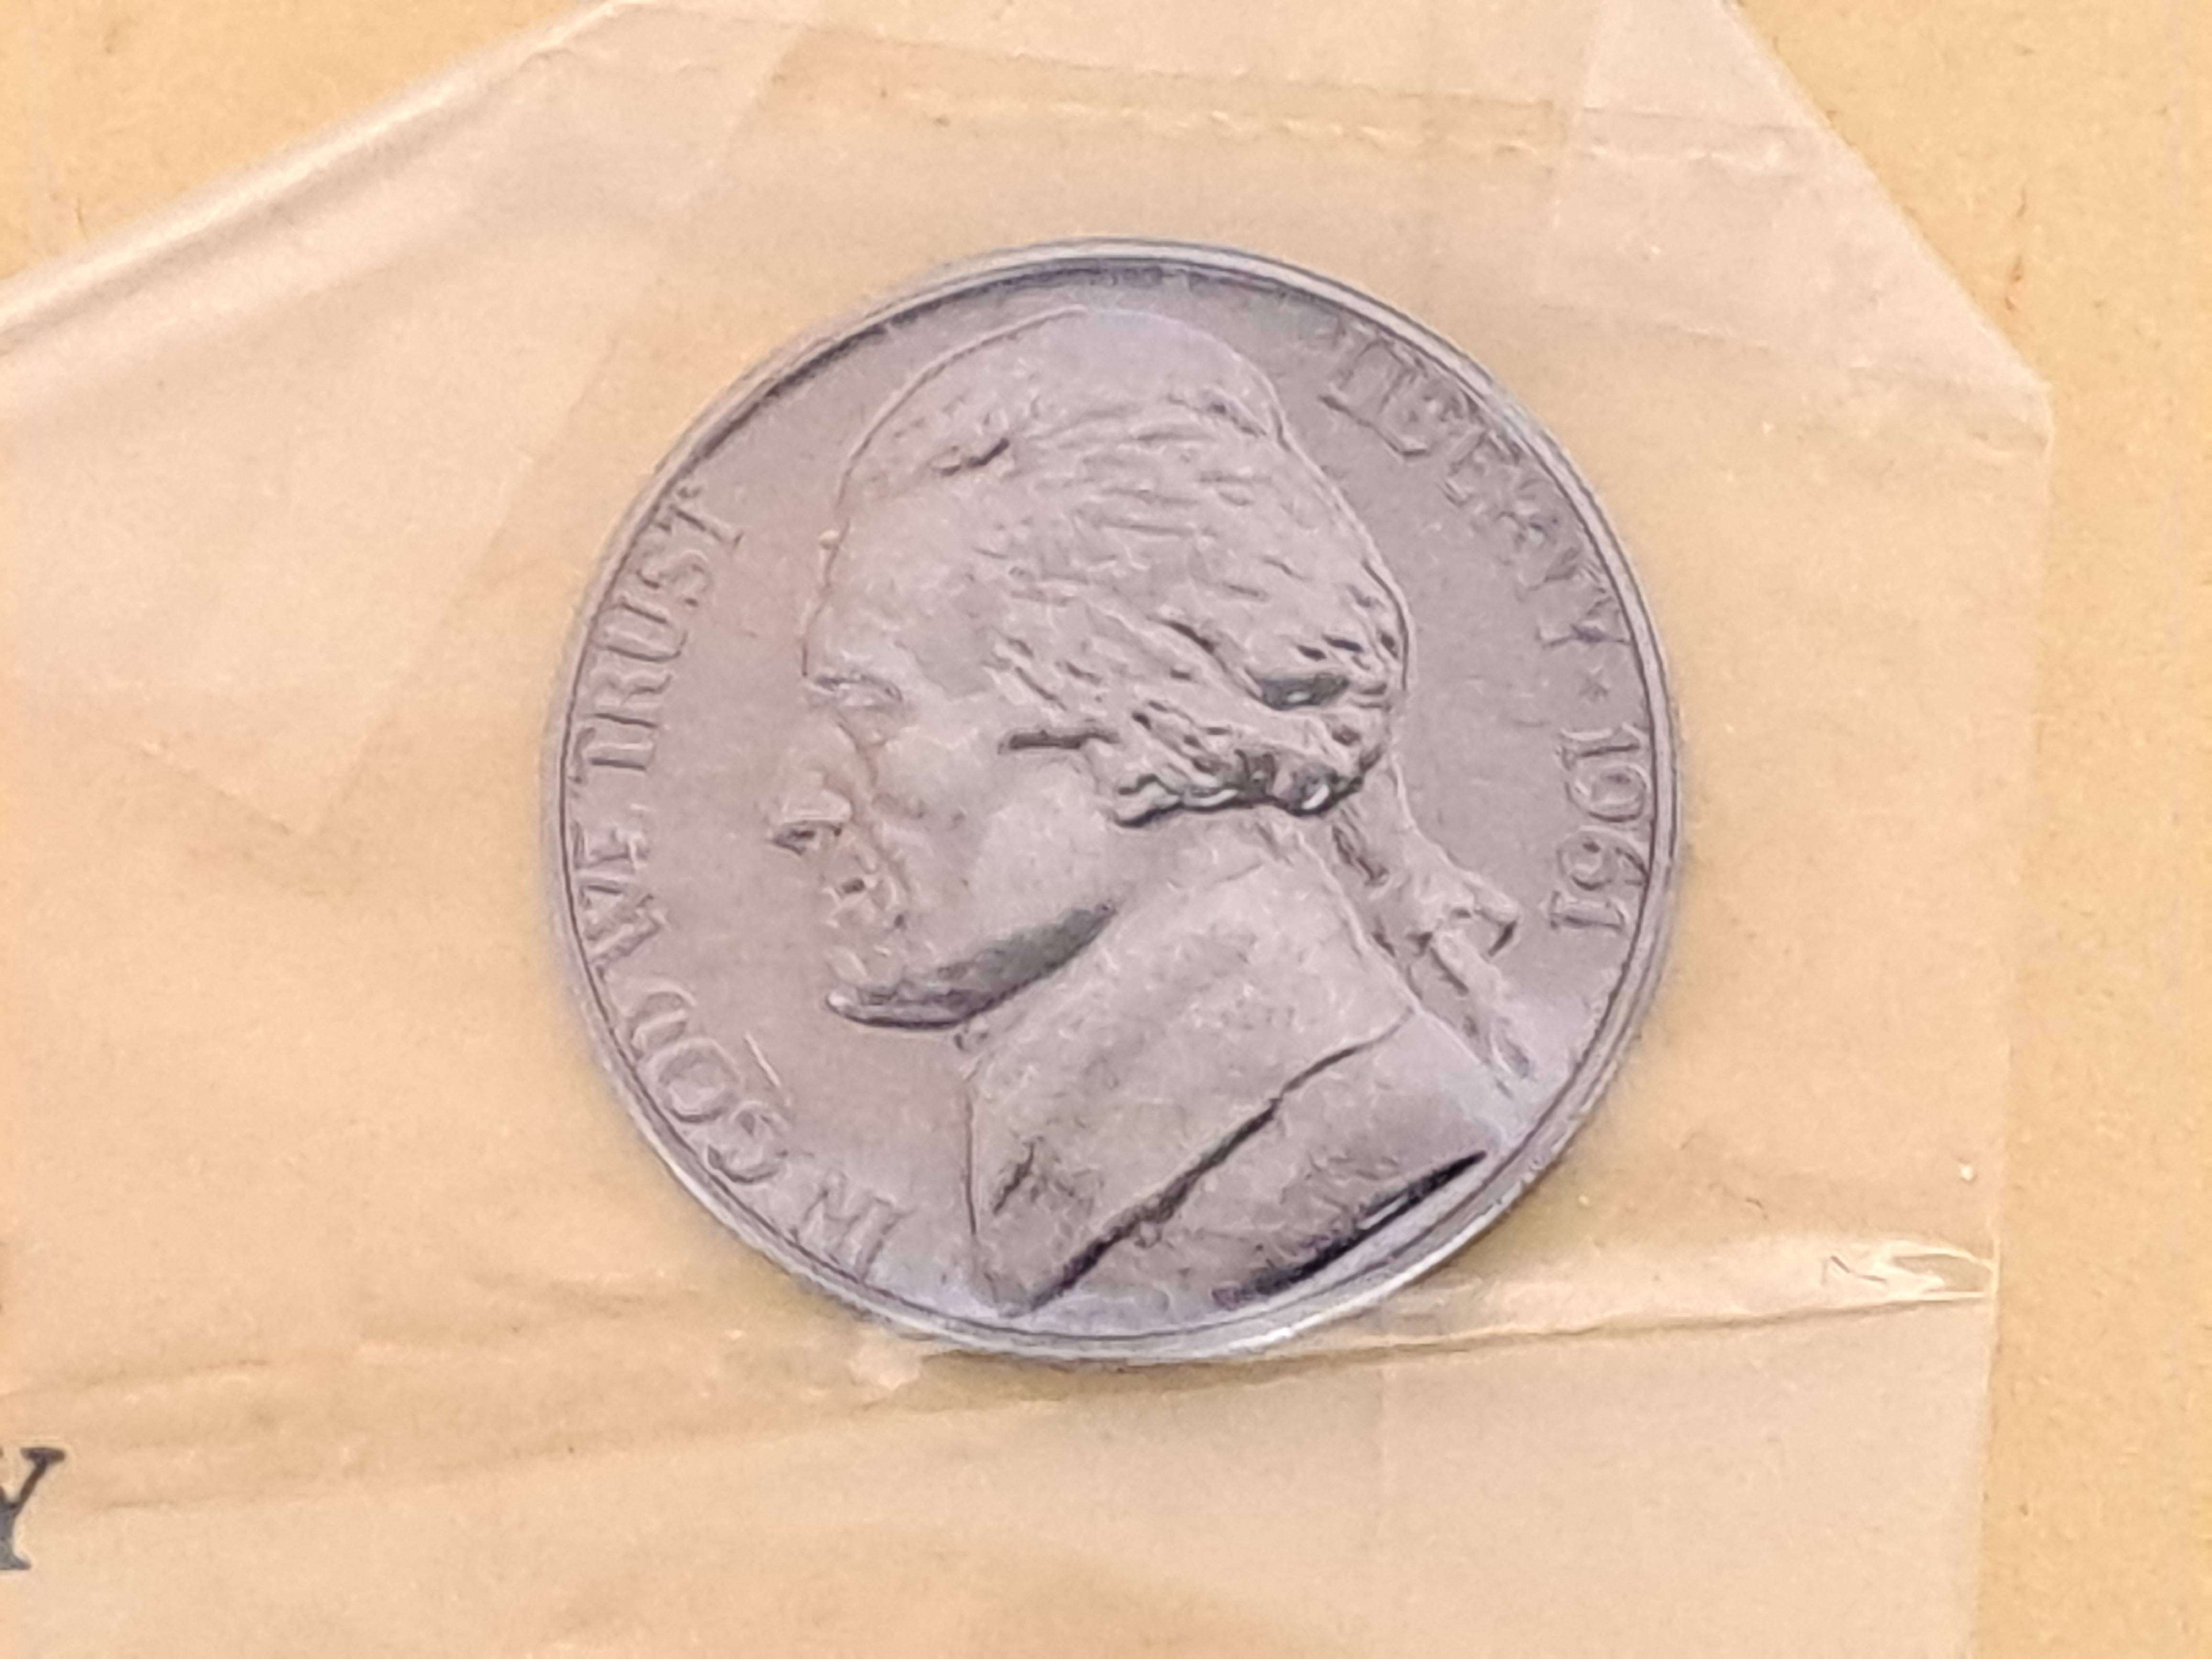 IN GOD WE TRUST
LIBERTY * 1961
Y